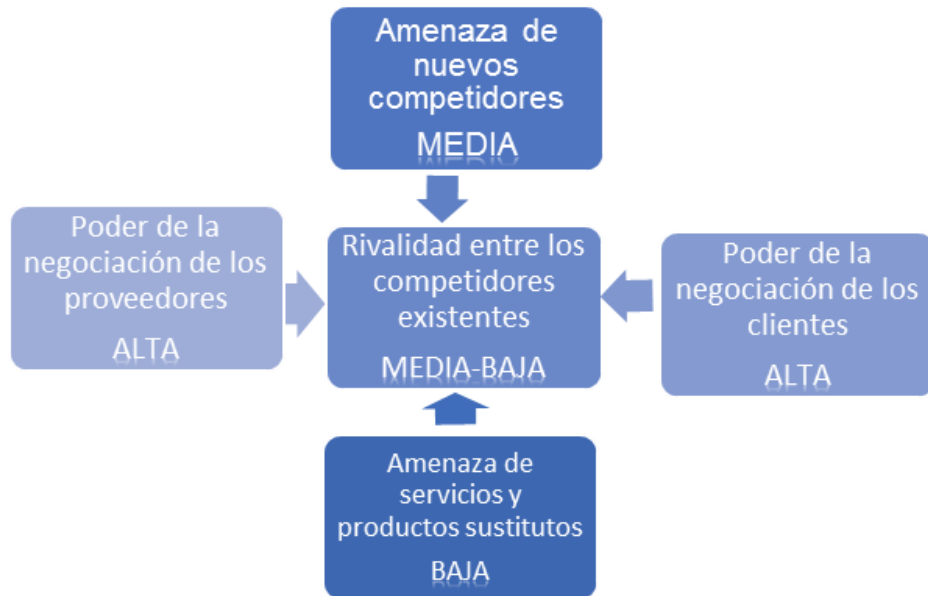 Amenaza de
nuevos
competidores
MEDIA
Poder de la
negociación de los
proveedores
ALTA
Rivalidad entre los
competidores
existentes
MEDIA-BAJA
Poder de la
negociación de los
clientes
ALTA
Amenaza de
servicios y
productos sustitutos
BAJA